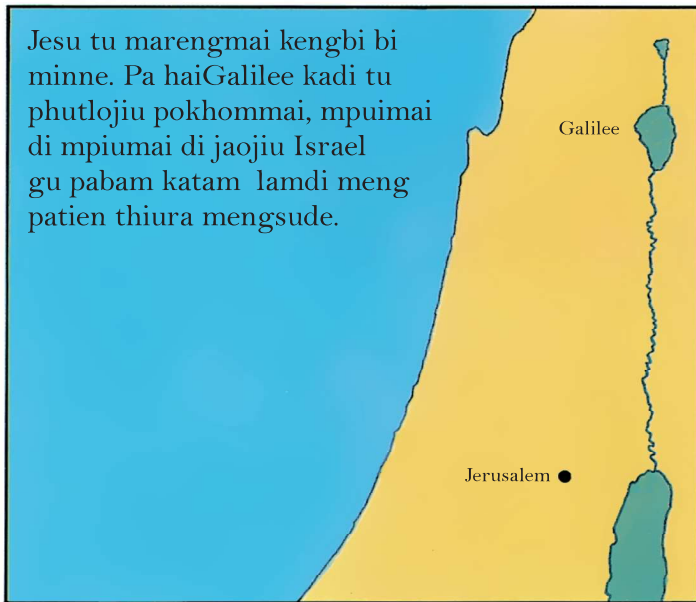 Jesu tu marengmai kengbi bi
minne. Pa haiGalilee kadi tu
phutlojiu pokhommai, mpuimai
di mpiumai di jaojiu Israel
gu pabam katam lamdi meng
patien thiura mengsude.
Galilee
Jerusalem